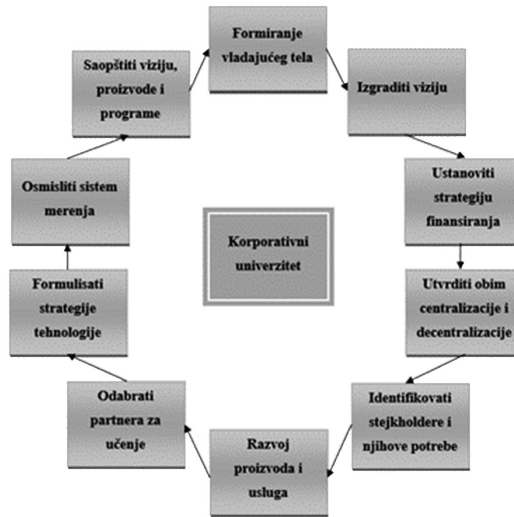 Formiranje
vladajućeg tela
Izgraditi viziju
Ustanoviti
strategiju
finansiranja
Utvrditi obim
centralizacije i
decentralizacije
Identifikovati
stejkholdere i
njihove potrebe
Razvoj
proizvoda i
usluga
Odabrati
partnera za
učenje
Formulisati
strategije
tehnologije
Osmisliti sistem
merenja
Saopštiti viziju,
proizvode i
programe
Korporativni
univerzitet